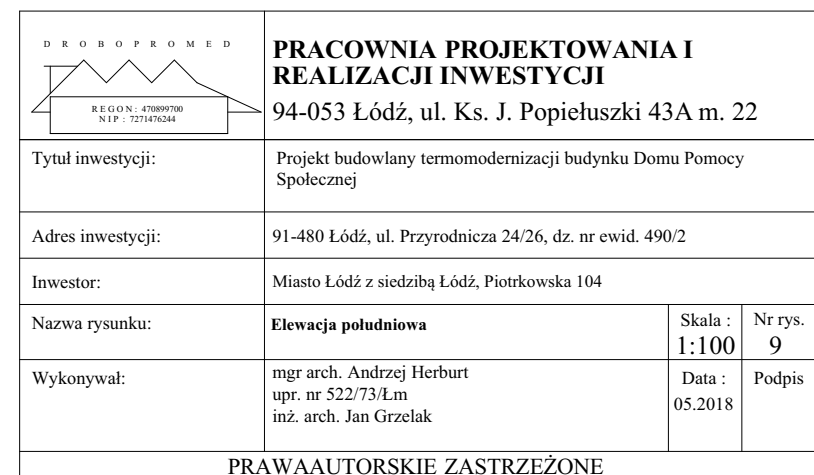 D R O B O P R O M E D
REGON: 470899700
NIP: 7271476244
PRACOWNIA PROJEKTOWANIA I
REALIZACJI INWESTYCJI
94-053 Łódź, ul. Ks. J. Popiełuszki 43A m. 22
Tytuł inwestycji:
Projekt budowlany termomodernizacji budynku Domu Pomocy
Społecznej
Adres inwestycji:
91-480 Łódź, ul. Przyrodnicza 24/26, dz. nr ewid. 490/2
Inwestor:
Miasto Łódź z siedzibą Łódź, Piotrkowska 104
Nazwa rysunku:
Elewacja południowa
Skala :
1:100
Nr rys.
9
Wykonywał:
mgr arch. Andrzej Herburt
upr. nr 522/73/Łm
inż. arch. Jan Grzelak
Data :
05.2018
Podpis
PRAWAAUTORSKIE ZASTRZEŻONE